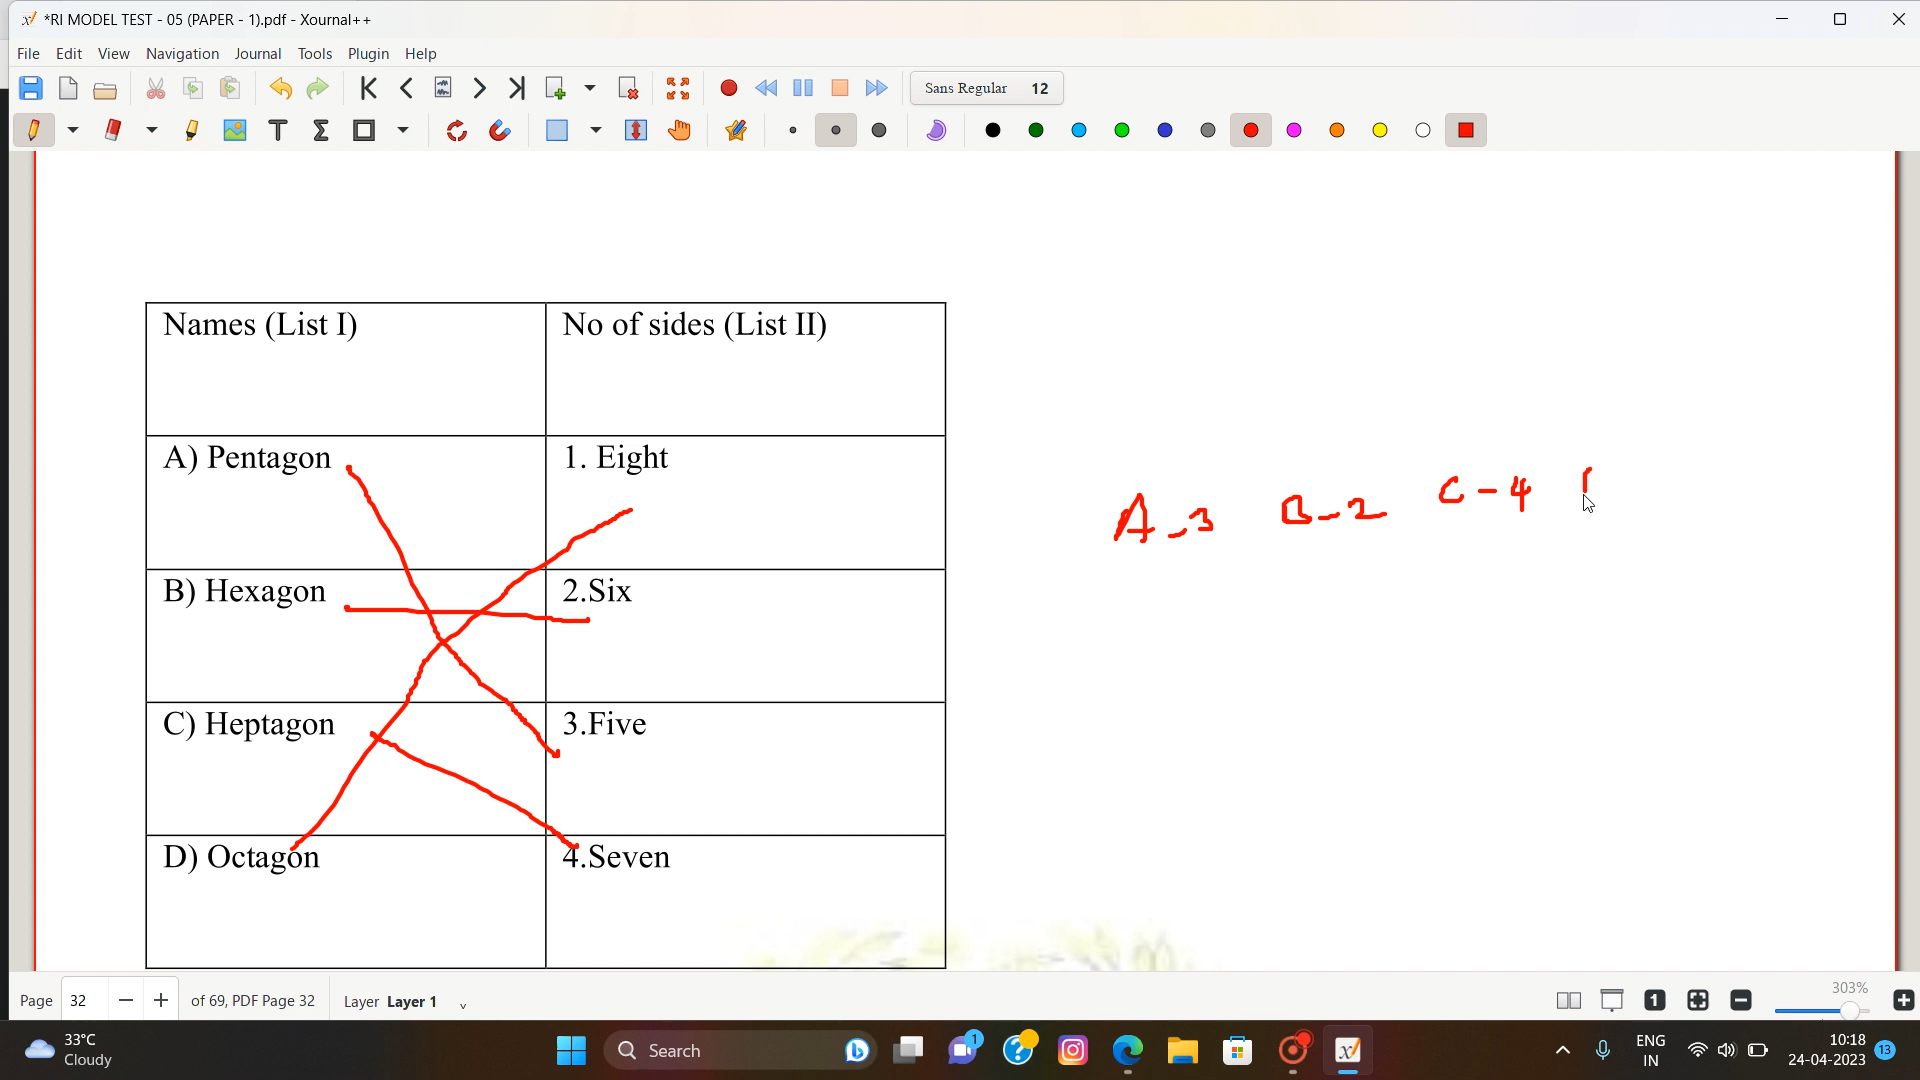 *RI MODEL TEST - 05 (PAPER - 1).pdf - Xournal++
File Edit View Navigation Journal Tools Plugin Help
Sans Regular 12
Names (List I) No of sides (List II)
A) Pentagon 1. Eight
A - 3 B - 2 C - 4
B) Hexagon 2.Six
C) Heptagon 3.Five
D) Octagon 4.Seven
Page 32 of 69, PDF Page 32 Layer Layer 1 303%
33°C
Cloudy
Search
ENG
IN
10:18
24-04-2023